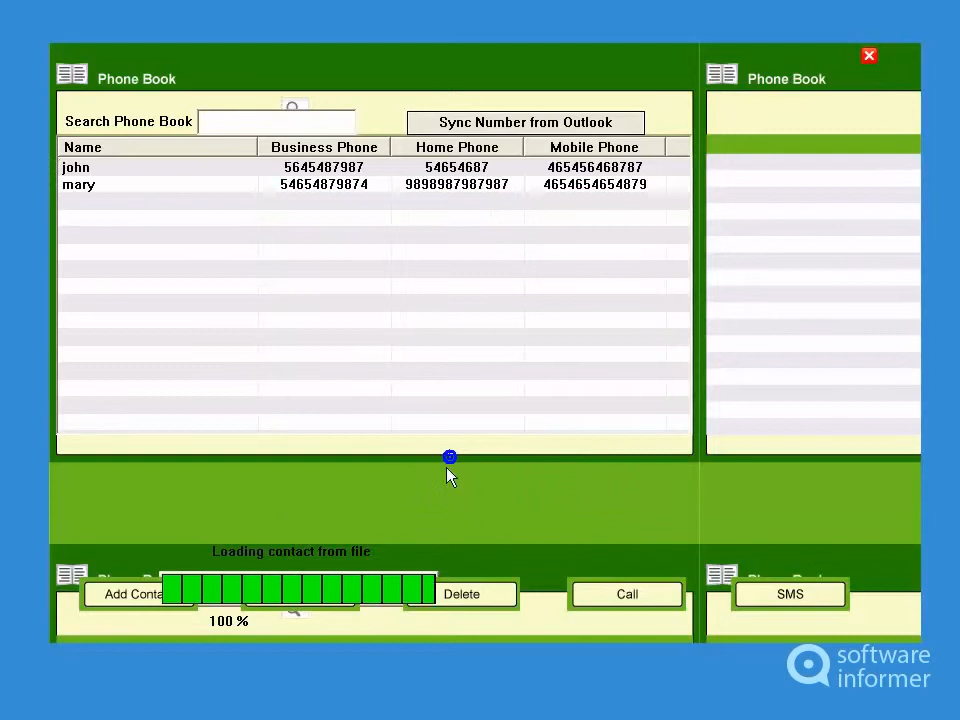 Phone Book
Phone Book
Search Phone Book
Sync Number from Outlook
Name Business Phone Home Phone Mobile Phone
john 5645487987 54654687 465456468787
mary 54654879874 9898987987987 4654654654879
Loading contact from file
Add Conta
Delete
Call
SMS
100 %
software
informer